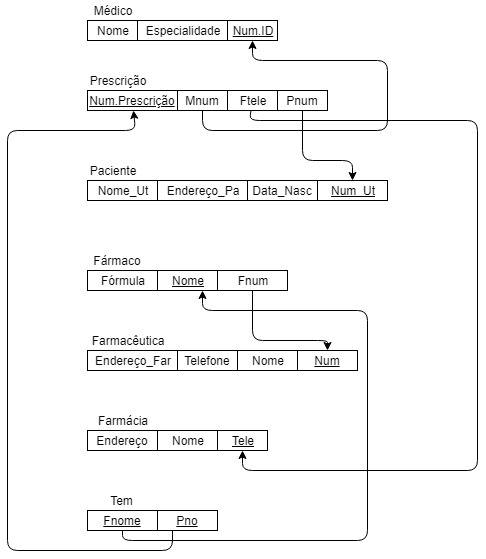 Médico
Nome Especialidade Num.ID
Prescrição
Num.Prescrição Mnum Ftele Pnum
Paciente
Nome_Ut Endereço_Pa Data_Nasc Num_Ut
Fármaco
Fórmula Nome Fnum
Farmacêutica
Endereço_Far Telefone Nome Num
Farmácia
Endereço Nome Tele
Tem
Fnome Pno